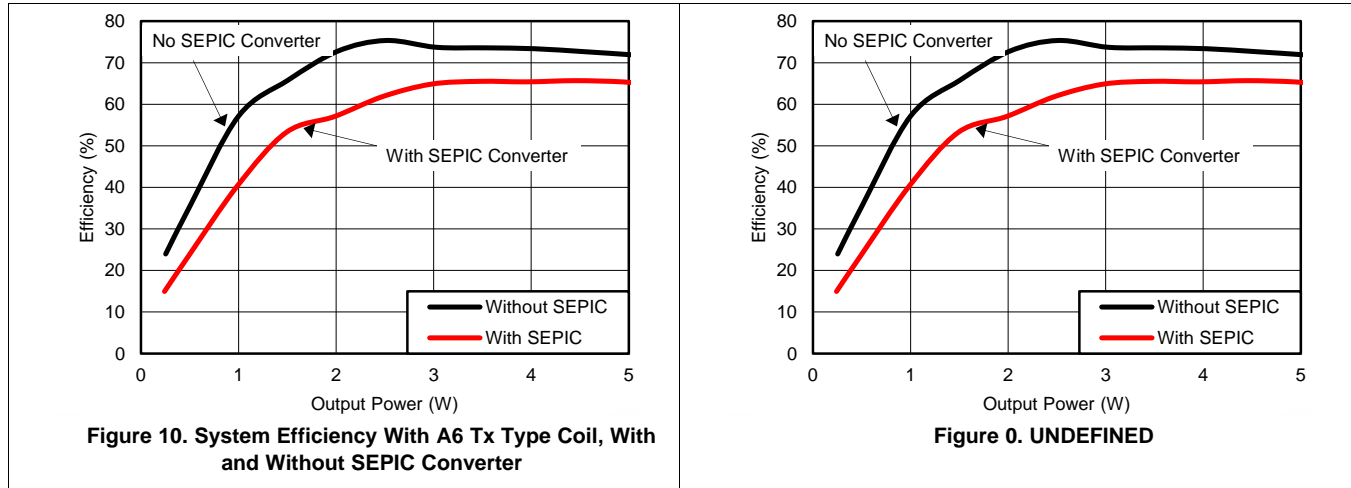 80
70
60
50
40
30
20
10
0
Efficiency (%)
No SEPIC Converter
With SEPIC Converter
Without SEPIC
With SEPIC
0 1 2 3 4 5
Output Power (W)
Figure 10. System Efficiency With A6 Tx Type Coil, With
and Without SEPIC Converter
80
70
60
50
40
30
20
10
0
Efficiency (%)
No SEPIC Converter
With SEPIC Converter
Without SEPIC
With SEPIC
0 1 2 3 4 5
Output Power (W)
Figure 0. UNDEFINED